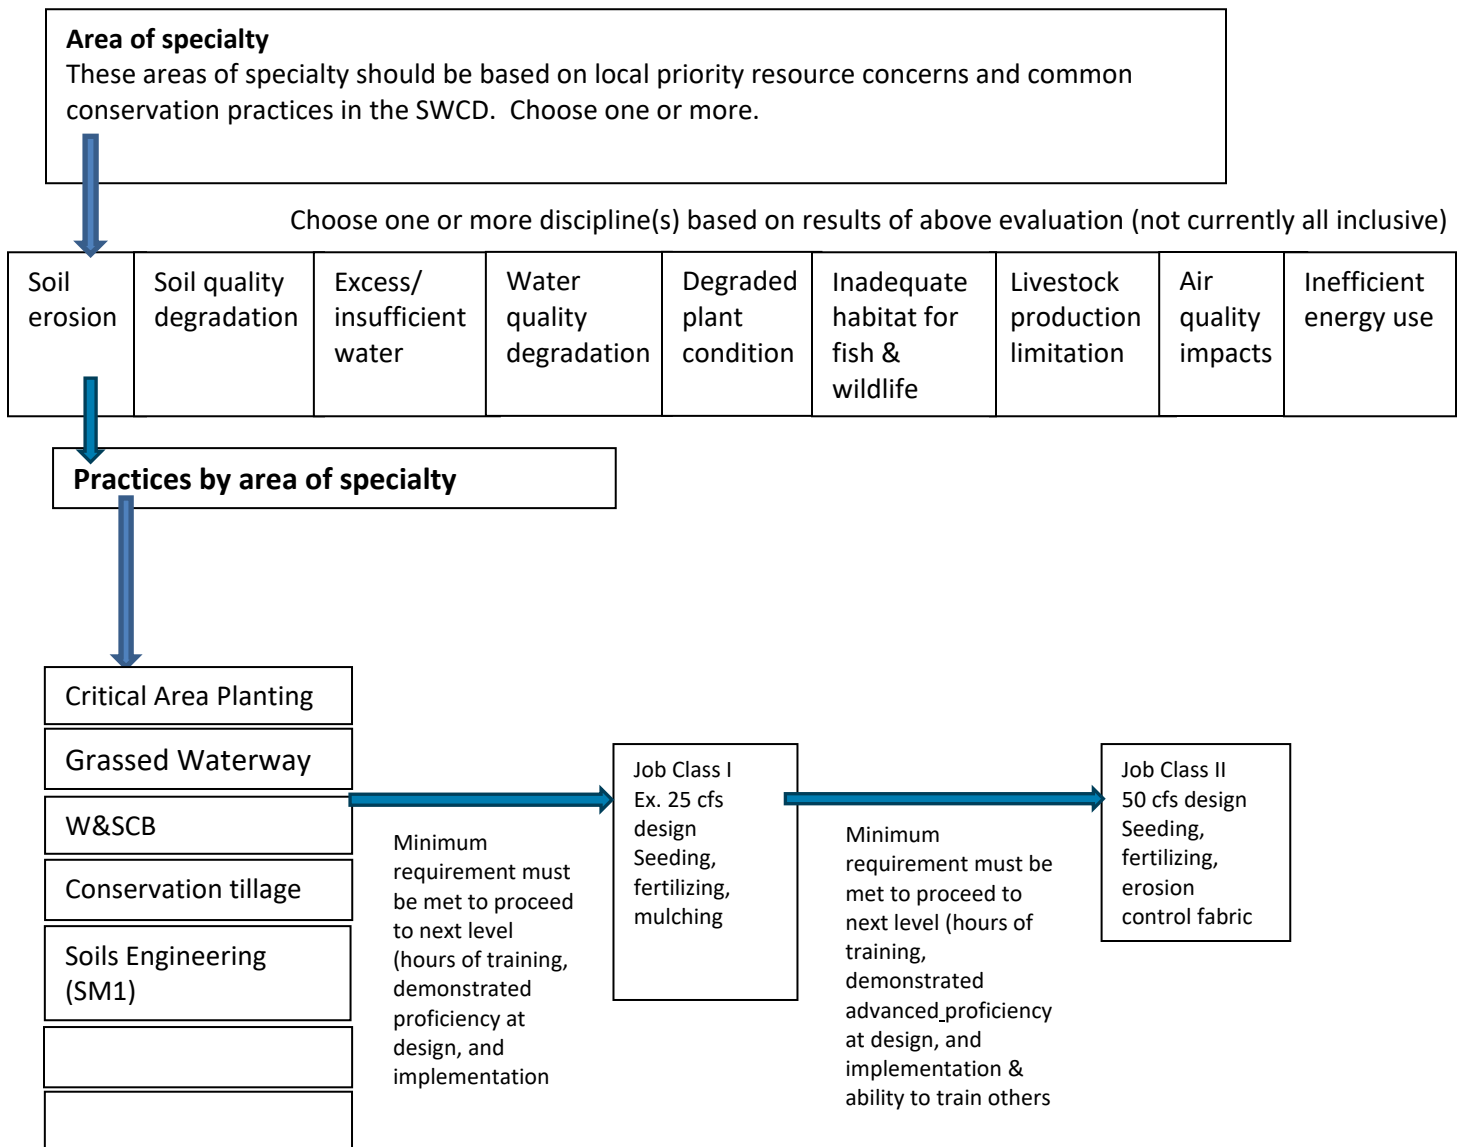 Area of specialty
These areas of specialty should be based on local priority resource concerns and common
conservation practices in the SWCD.  Choose one or more.
Choose one or more discipline(s) based on results of above evaluation (not currently all inclusive)
Soil
erosion
Soil quality
degradation
Excess/
insufficient
water
Water
quality
degradation
Degraded
plant
condition
Inadequate
habitat for
fish &
wildlife
Livestock
production
limitation
Air
quality
impacts
Inefficient
energy use
Practices by area of specialty
Critical Area Planting
Grassed Waterway
W&SCB
Conservation tillage
Soils Engineering
(SM1)
Minimum
requirement must
be met to proceed
to next level
(hours of training,
demonstrated
proficiency at
design, and
implementation
Job Class I
Ex. 25 cfs
design
Seeding,
fertilizing,
mulching
Minimum
requirement must be
met to proceed to
next level (hours of
training,
demonstrated
advanced proficiency
at design, and
implementation &
ability to train others
Job Class II
50 cfs design
Seeding,
fertilizing,
erosion
control fabric